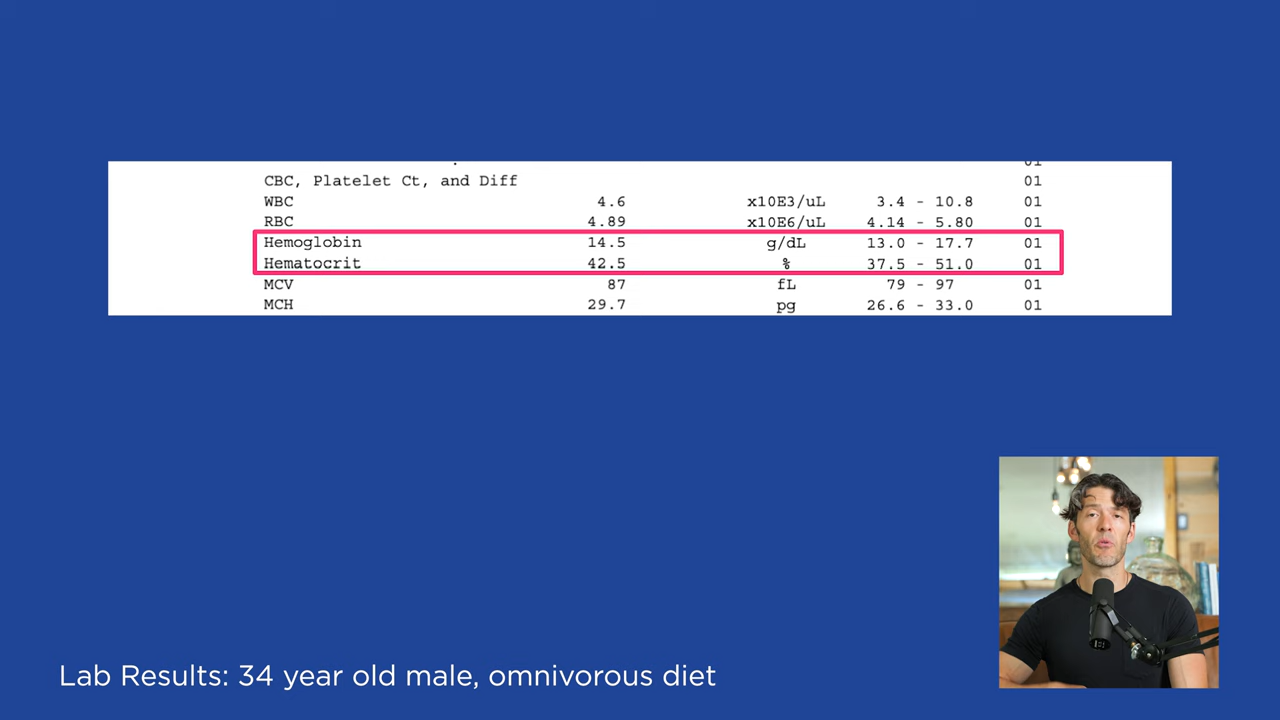 CBC, Platelet Ct, and Diff 01
WBC 4.6 x10E3/uL 3.4 - 10.8 01
RBC 4.89 x10E6/uL 4.14 - 5.80 01
Hemoglobin 14.5 g/dL 13.0 - 17.7 01
Hematocrit 42.5 % 37.5 - 51.0 01
MCV 87 fL 79 - 97 01
MCH 29.7 pg 26.6 - 33.0 01
Lab Results: 34 year old male, omnivorous diet